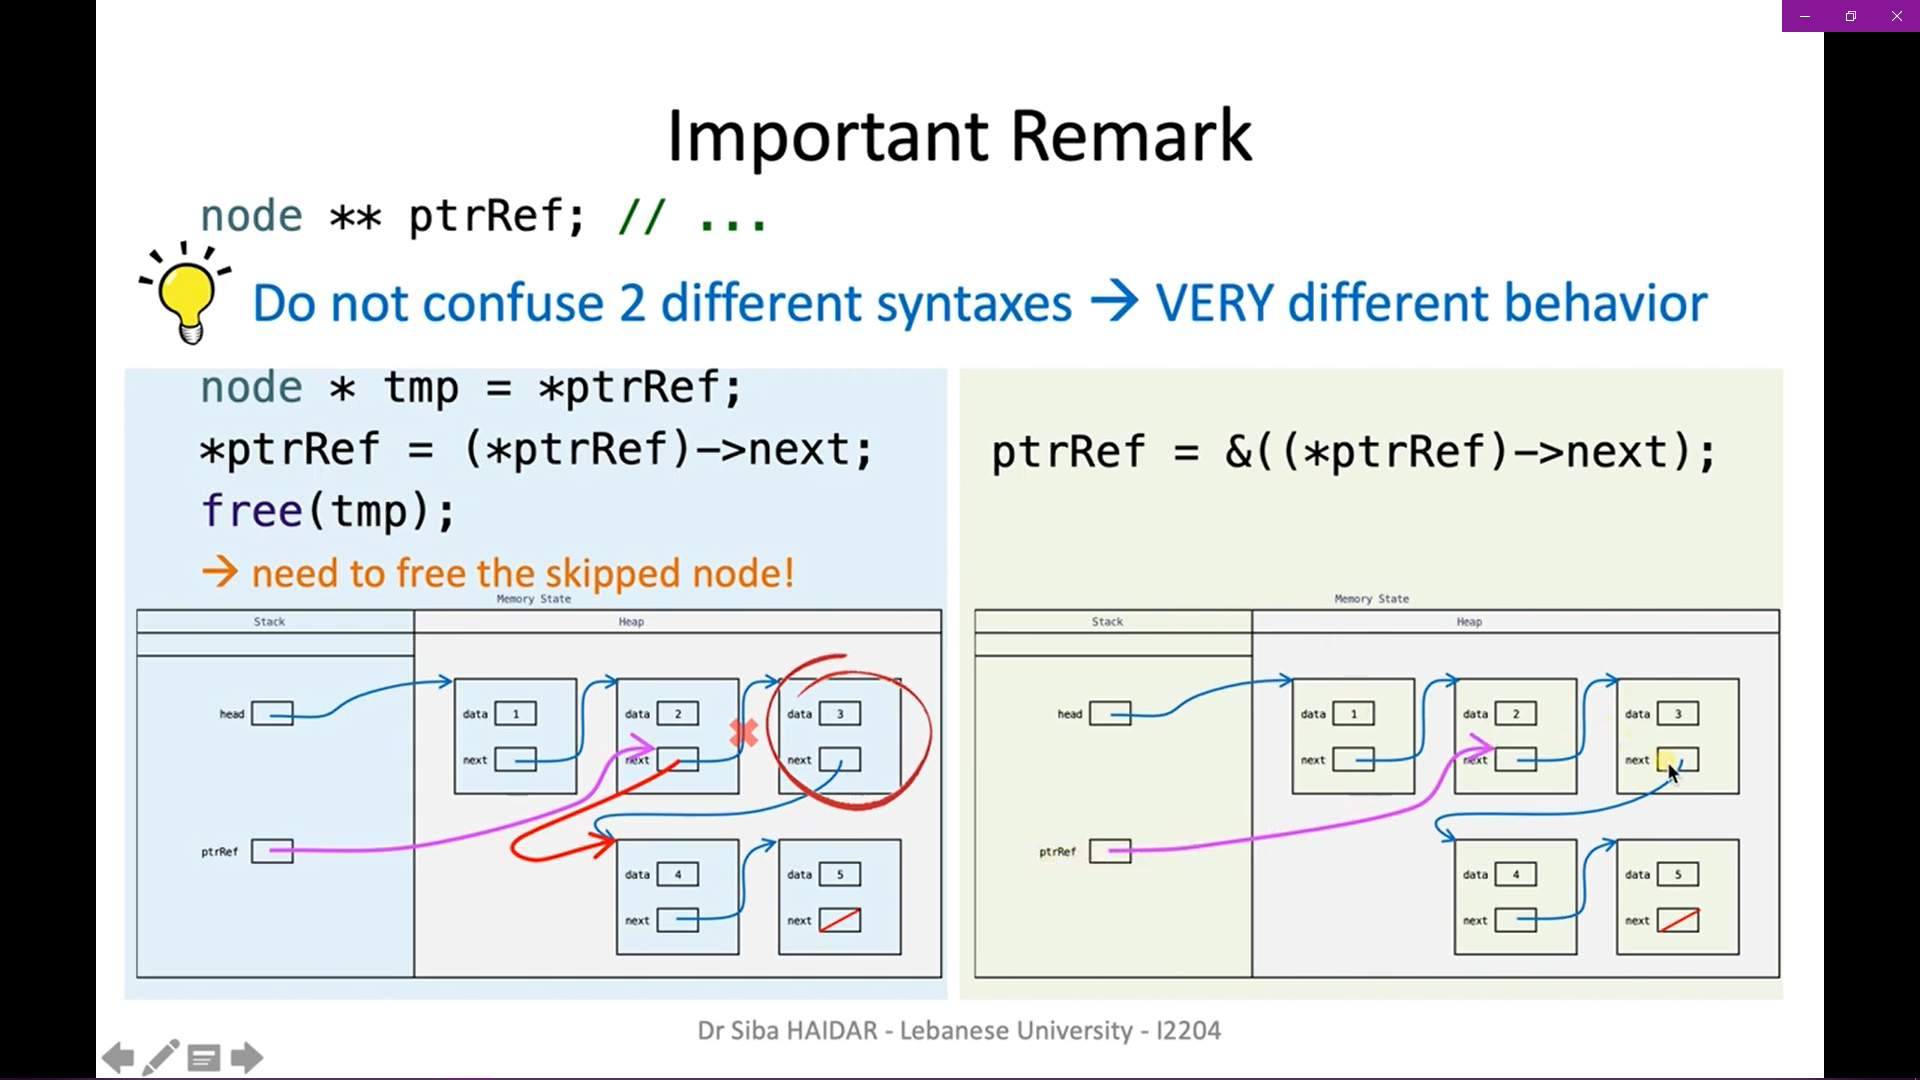 Important Remark
node ** ptrRef; // ...
Do not confuse 2 different syntaxes → VERY different behavior
node * tmp = *ptrRef;
*ptrRef = (*ptrRef)->next;
free(tmp);
→ need to free the skipped node!
Memory State
Stack Heap
head
data 1
data 2
data 3
next
next
next
ptrRef
data 4
data 5
next
next
ptrRef = &((*ptrRef)->next);
Memory State
Stack Heap
head
data 1
data 2
data 3
next
next
next
ptrRef
data 4
data 5
next
next
Dr Siba HAIDAR - Lebanese University - I2204